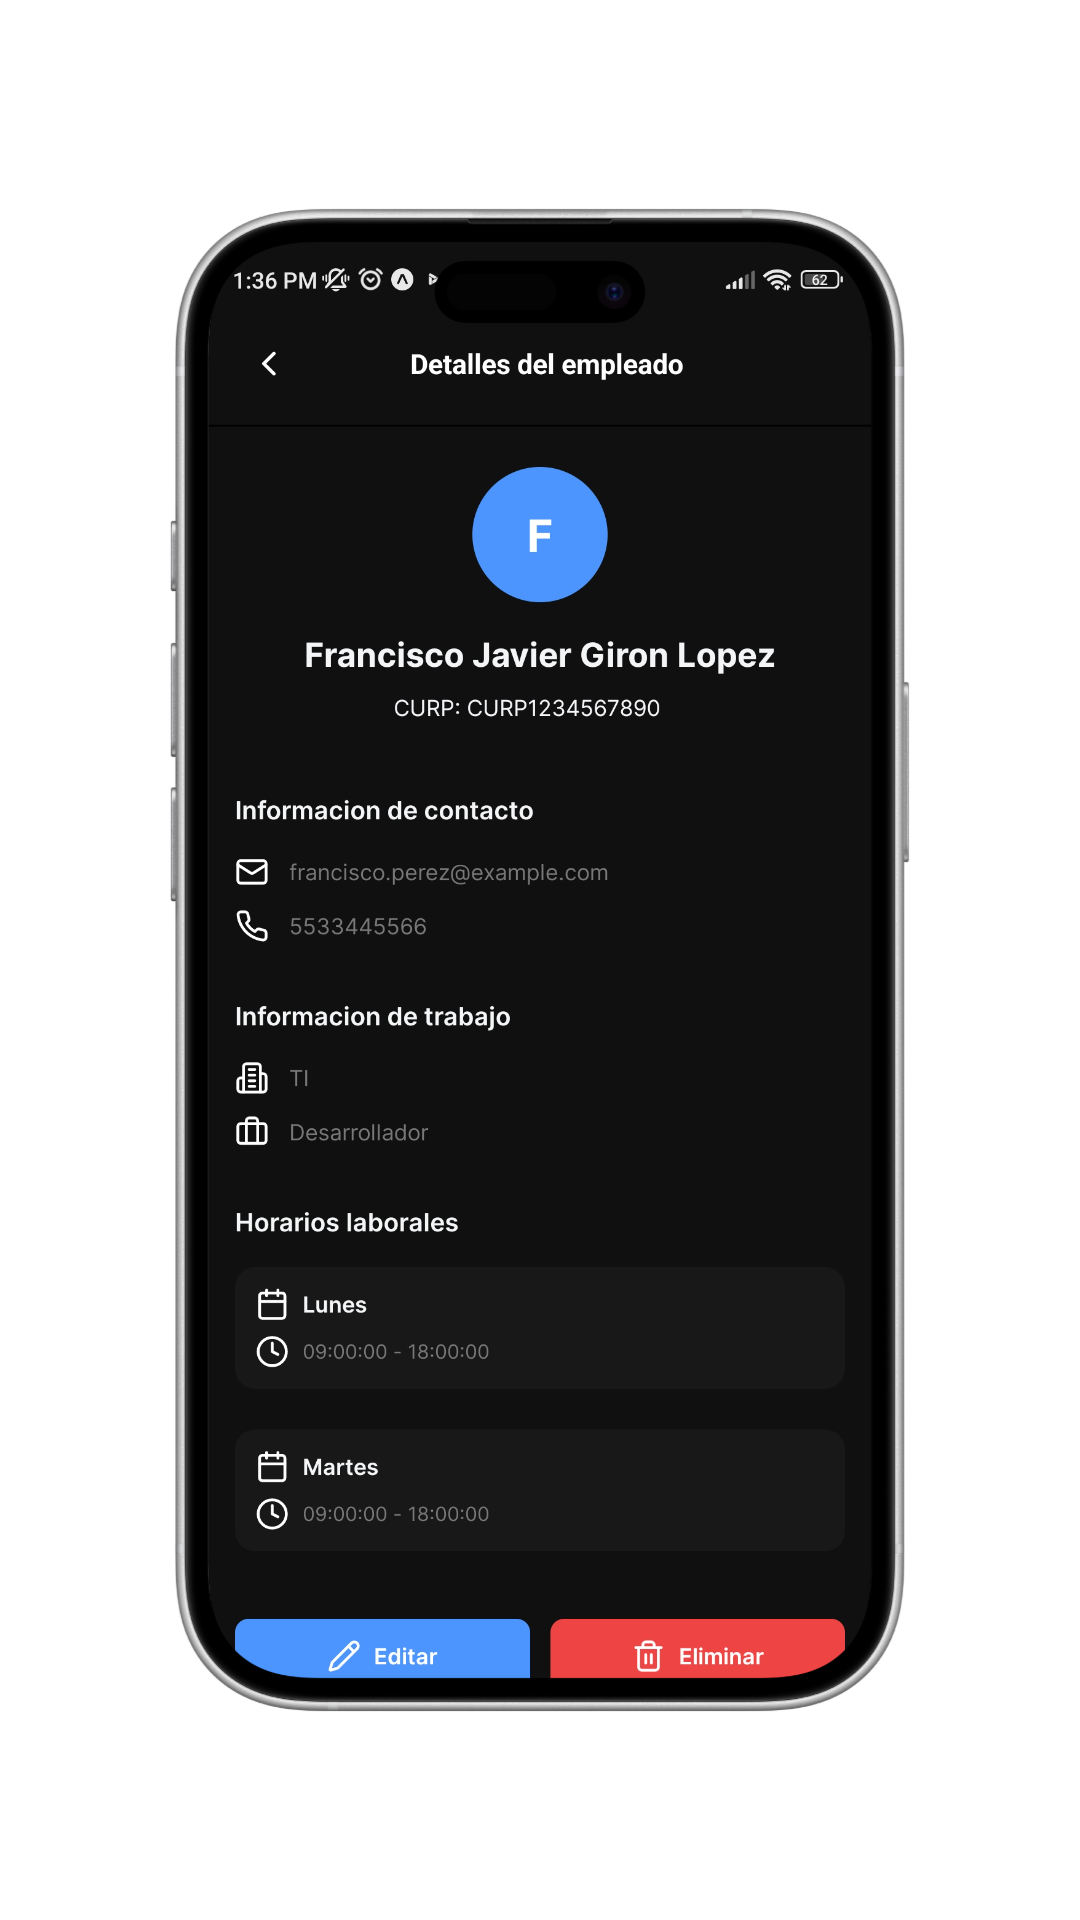 1:36 PM
62
Detalles del empleado
F
Francisco Javier Giron Lopez
CURP: CURP1234567890
Informacion de contacto
francisco.perez@example.com
5533445566
Informacion de trabajo
TI
Desarrollador
Horarios laborales
Lunes
09:00:00 - 18:00:00
Martes
09:00:00 - 18:00:00
Editar
Eliminar